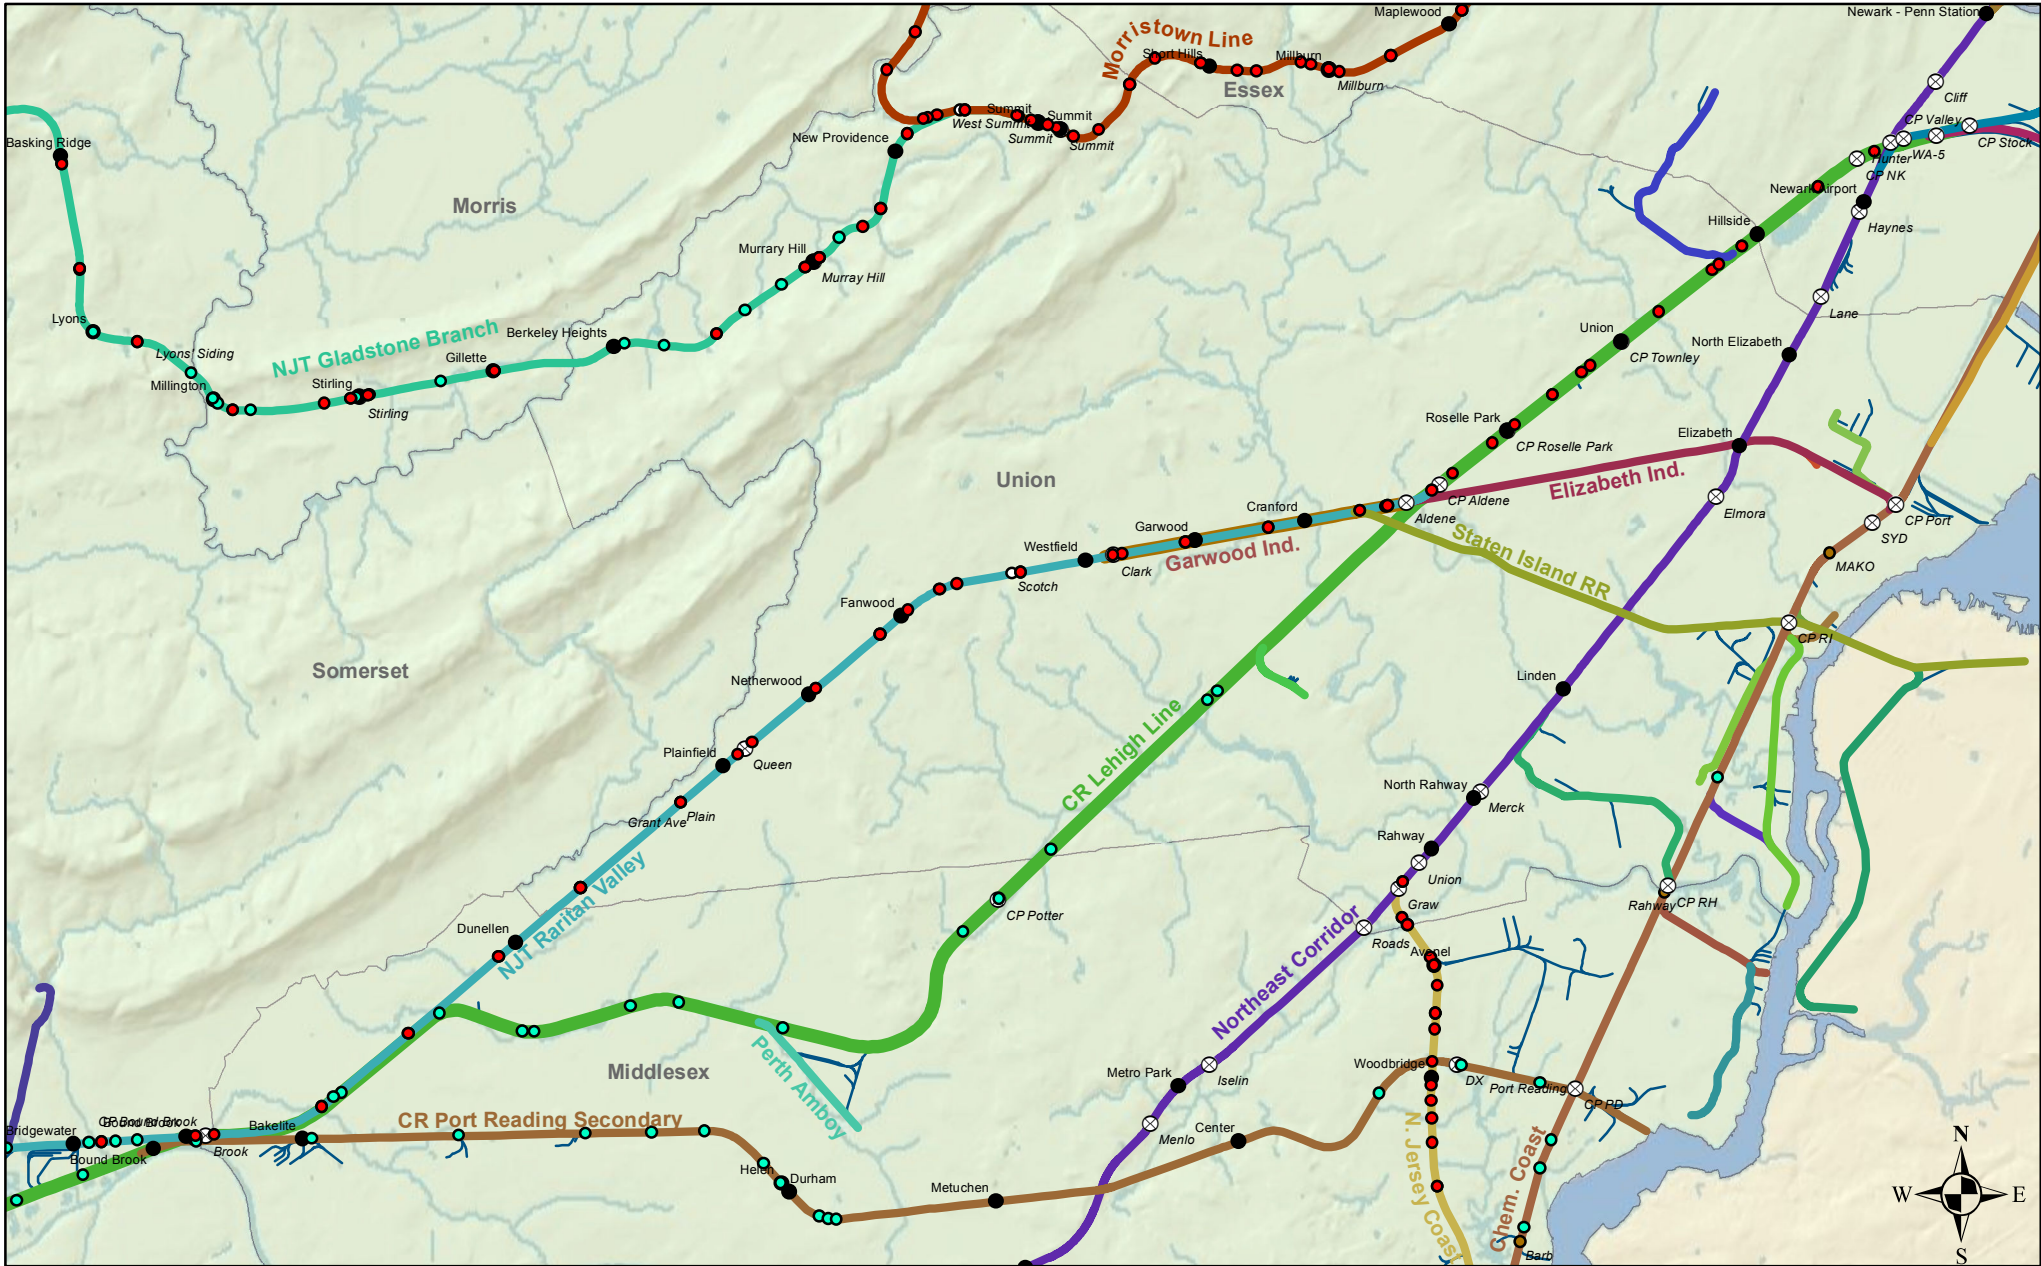 Maplewood
Newark - Penn Station
Morristown Line
Short Hills
Millburn
Millburn
Essex
Cliff
CP Valley
CP Stock
WA-5
Hunter
CP NK
Basking Ridge
Summit
West Summit
Summit
Summit
Summit
New Providence
Morris
Newark Airport
Haynes
Hillside
Murrary Hill
Murray Hill
Lane
Lyons
Lyons' Siding
NJT Gladstone Branch
Berkeley Heights
Gillette
Millington
Stirling
Stirling
Union
CP Townley
North Elizabeth
Roselle Park
CP Roselle Park
Elizabeth
Union
Elizabeth Ind.
CP Aldene
Aldene
Elmora
CP Port
SYD
MAKO
Cranford
Garwood
Garwood Ind.
Westfield
Clark
Scotch
Staten Island RR
Fanwood
CP RI
Somerset
Netherwood
Linden
Plainfield
Queen
CR Lehigh Line
North Rahway
Merck
Grant Ave
Plain
Rahway
Union
NJT Raritan Valley
Graw
Rahway
CP RH
CP Potter
Dunellen
Roads
Avenel
Northeast Corridor
Perth Amboy
Middlesex
Metro Park
Iselin
Woodbridge
DX
Port Reading
CP PD
CR Port Reading Secondary
CP Bound Brook
Bound Brook
Bridgewater
Bakelite
Brook
Bound Brook
Menlo
Center
N. Jersey Coast
Chem. Coast
Helen
Durham
Metuchen
Barb
N
W
E
S